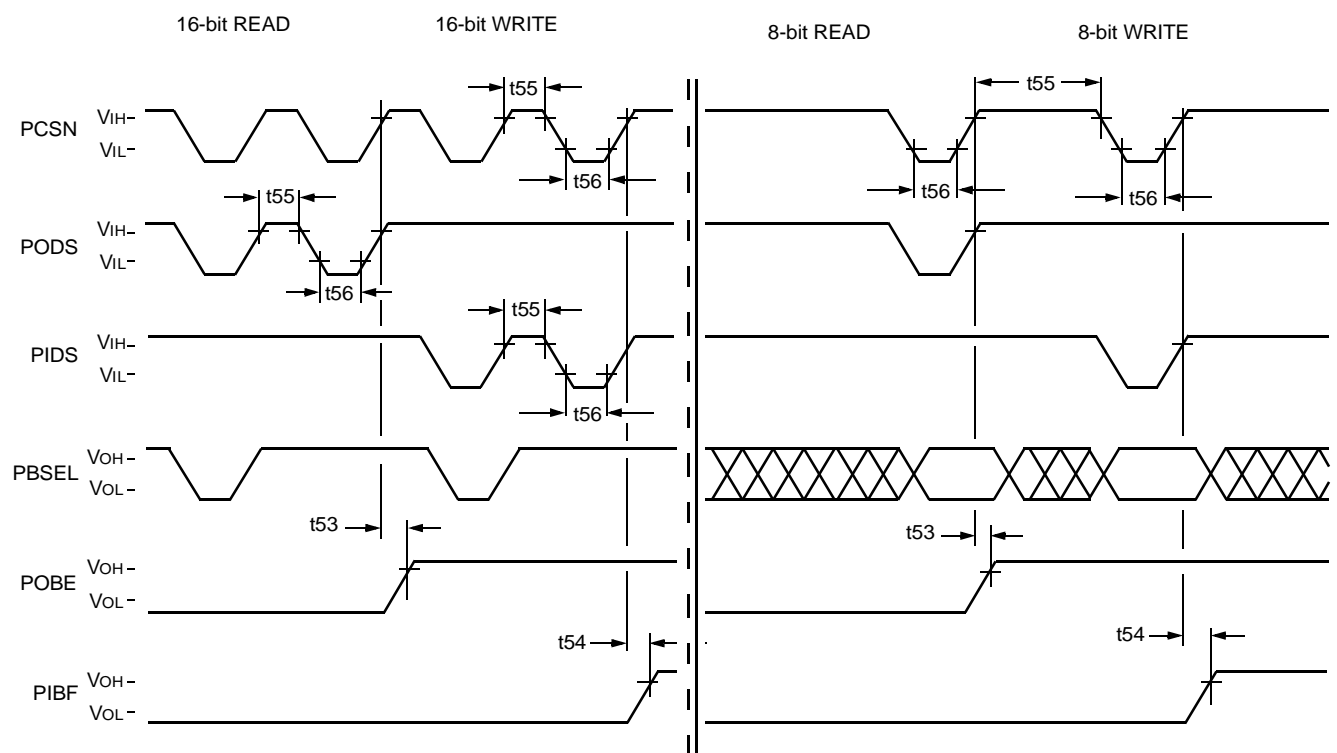 16-bit READ 16-bit WRITE 8-bit READ 8-bit WRITE
t55 t55
PCSN VIH– VIL–
t56 t56 t56
t55
PODS VIH– VIL–
t56
t55
PIDS VIH– VIL–
t56
PBSEL VOH– VOL–
t53 t53
POBE VOH– VOL–
t54 t54
PIBF VOH– VOL–